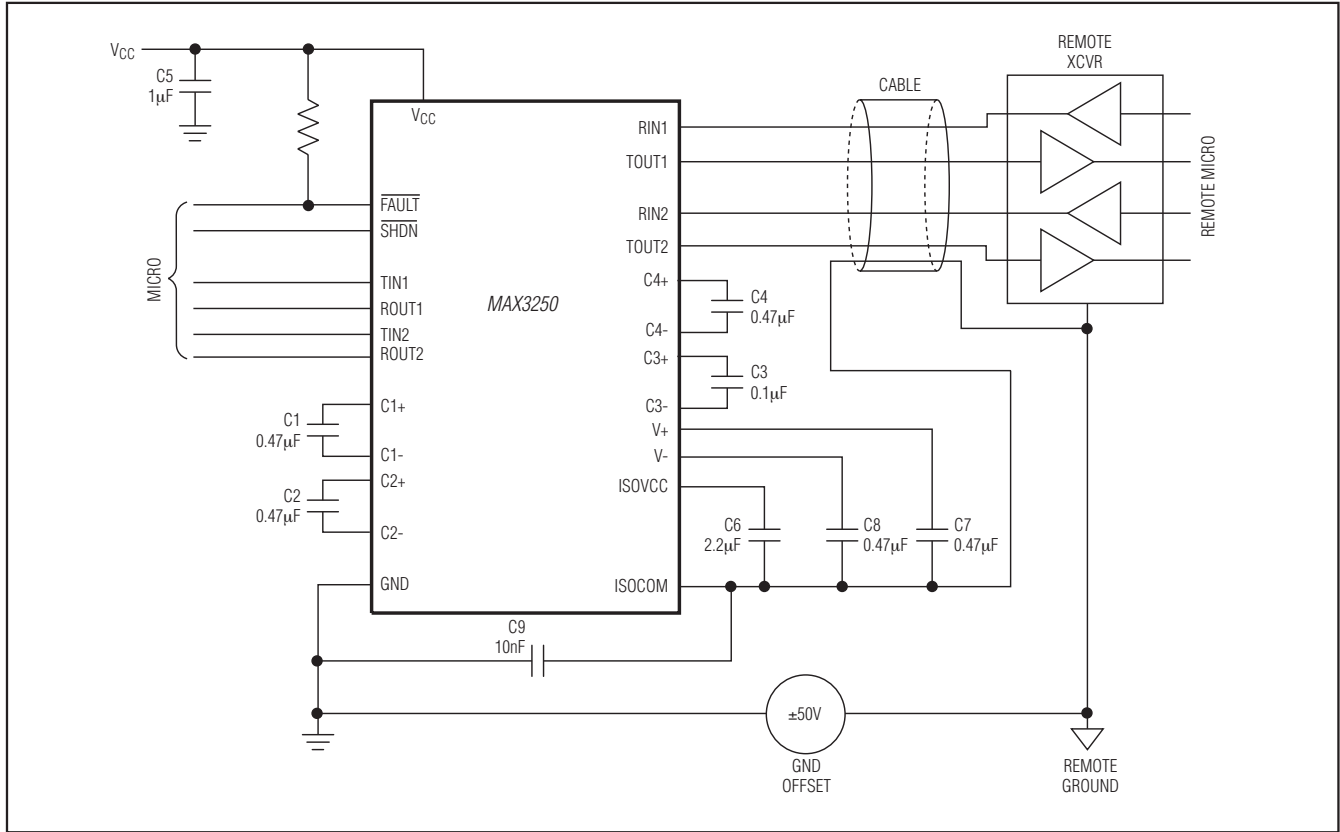 VCC
C5
1μF
VCC
FAULT
SHDN
TIN1
ROUT1
TIN2
ROUT2
MICRO
C1+
C1
0.47μF
C1-
C2+
C2
0.47μF
C2-
GND
MAX3250
RIN1
TOUT1
RIN2
TOUT2
C4+
C4
0.47μF
C4-
C3+
C3
0.1μF
C3-
V+
V-
ISOVCC
C6
2.2μF
C8
0.47μF
C7
0.47μF
ISOCOM
C9
10nF
CABLE
REMOTE
XCVR
REMOTE MICRO
±50V
GND
OFFSET
REMOTE
GROUND